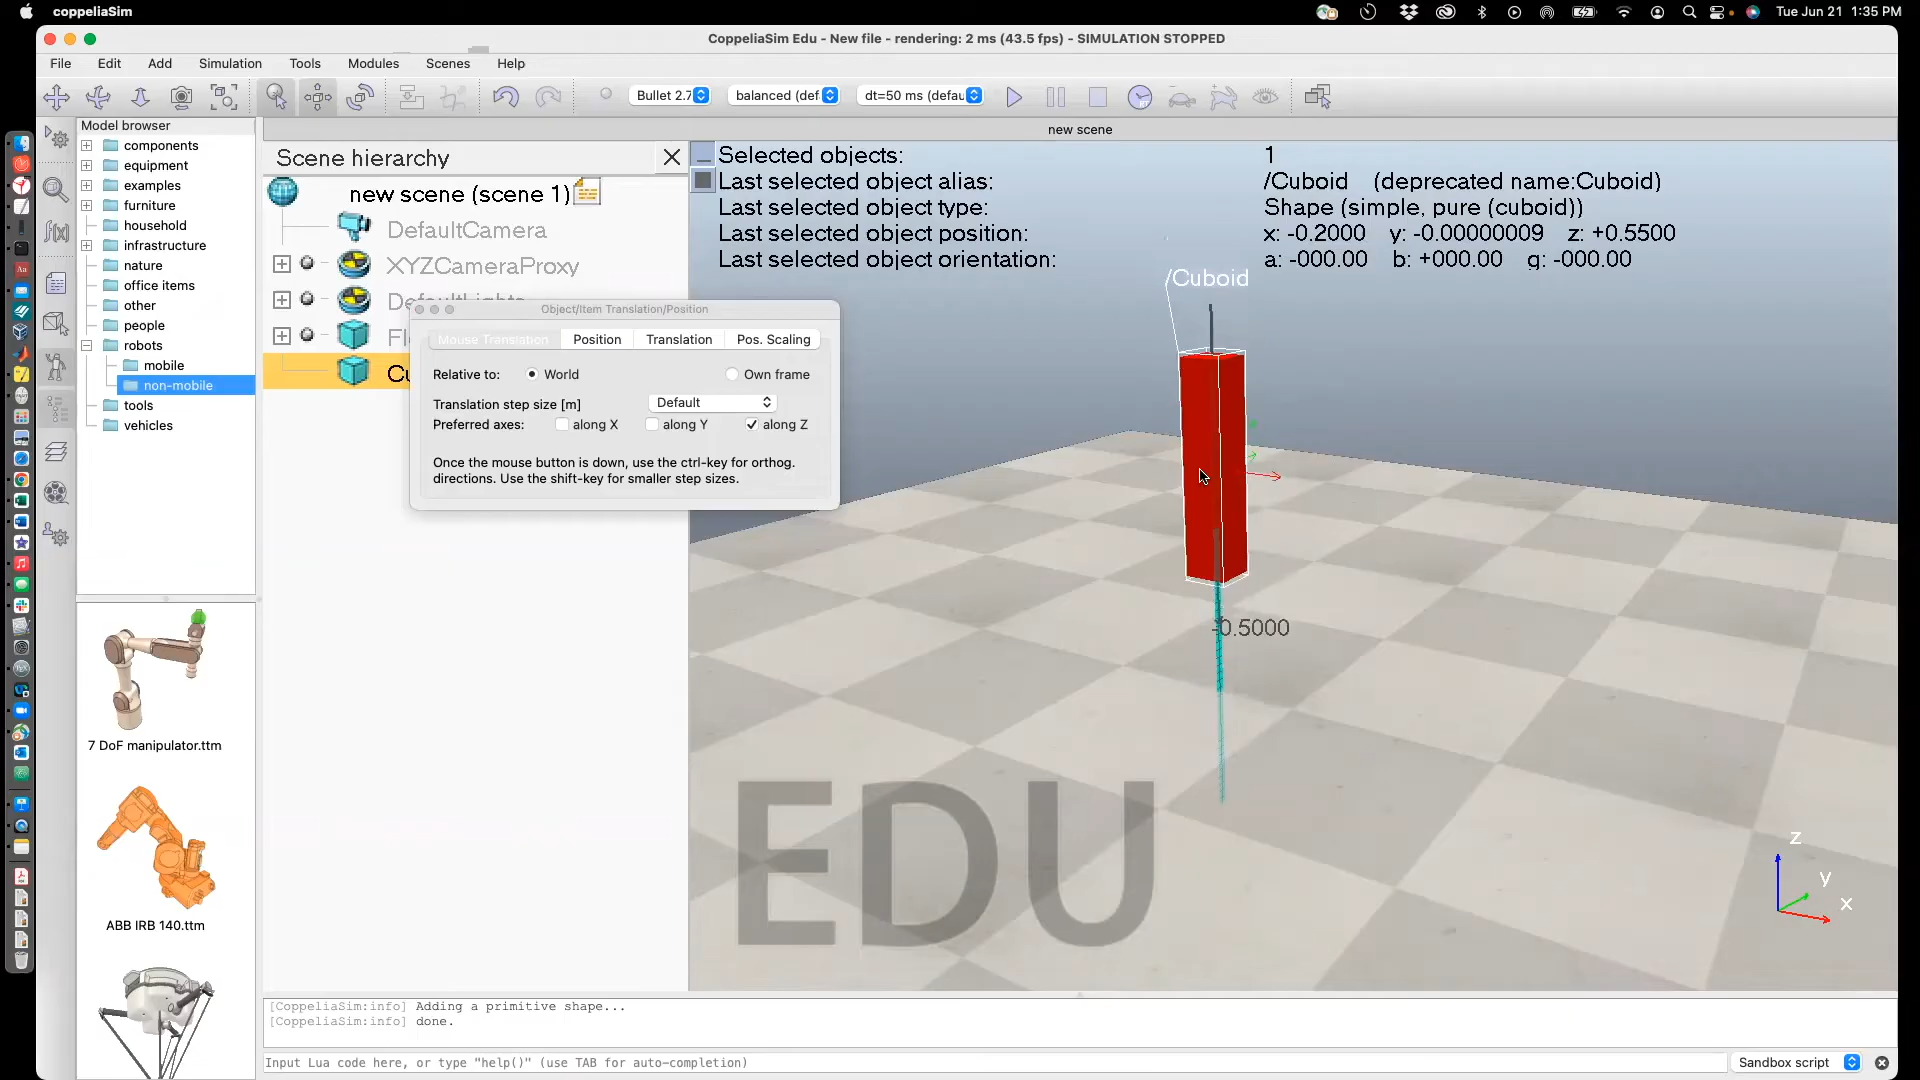 coppeliaSim
Tue Jun 21 1:35 PM
CoppeliaSim Edu - New file - rendering: 2 ms (43.5 fps) - SIMULATION STOPPED
File Edit Add Simulation Tools Modules Scenes Help
Bullet 2.7 balanced (def dt=50 ms (defau
new scene
Model browser
components
equipment
examples
furniture
household
infrastructure
nature
office items
other
people
robots
mobile
non-mobile
tools
vehicles
7 DoF manipulator.ttm
ABB IRB 140.ttm
Scene hierarchy
new scene (scene 1)
DefaultCamera
XYZCameraProxy
DefaultLights
Fl
Cu
Object/Item Translation/Position
Mouse Translation Position Translation Pos. Scaling
Relative to: World Own frame
Translation step size [m] Default
Preferred axes: along X along Y along Z
Once the mouse button is down, use the ctrl-key for orthog.
directions. Use the shift-key for smaller step sizes.
Selected objects: 1
Last selected object alias: /Cuboid (deprecated name:Cuboid)
Last selected object type: Shape (simple, pure (cuboid))
Last selected object position: x: -0.2000 y: -0.00000009 z: +0.5500
Last selected object orientation: a: -000.00 b: +000.00 g: -000.00
/Cuboid
-0.5000
EDU
z
y
x
[CoppeliaSim:info] Adding a primitive shape...
[CoppeliaSim:info] done.
Input Lua code here, or type "help()" (use TAB for auto-completion)
Sandbox script